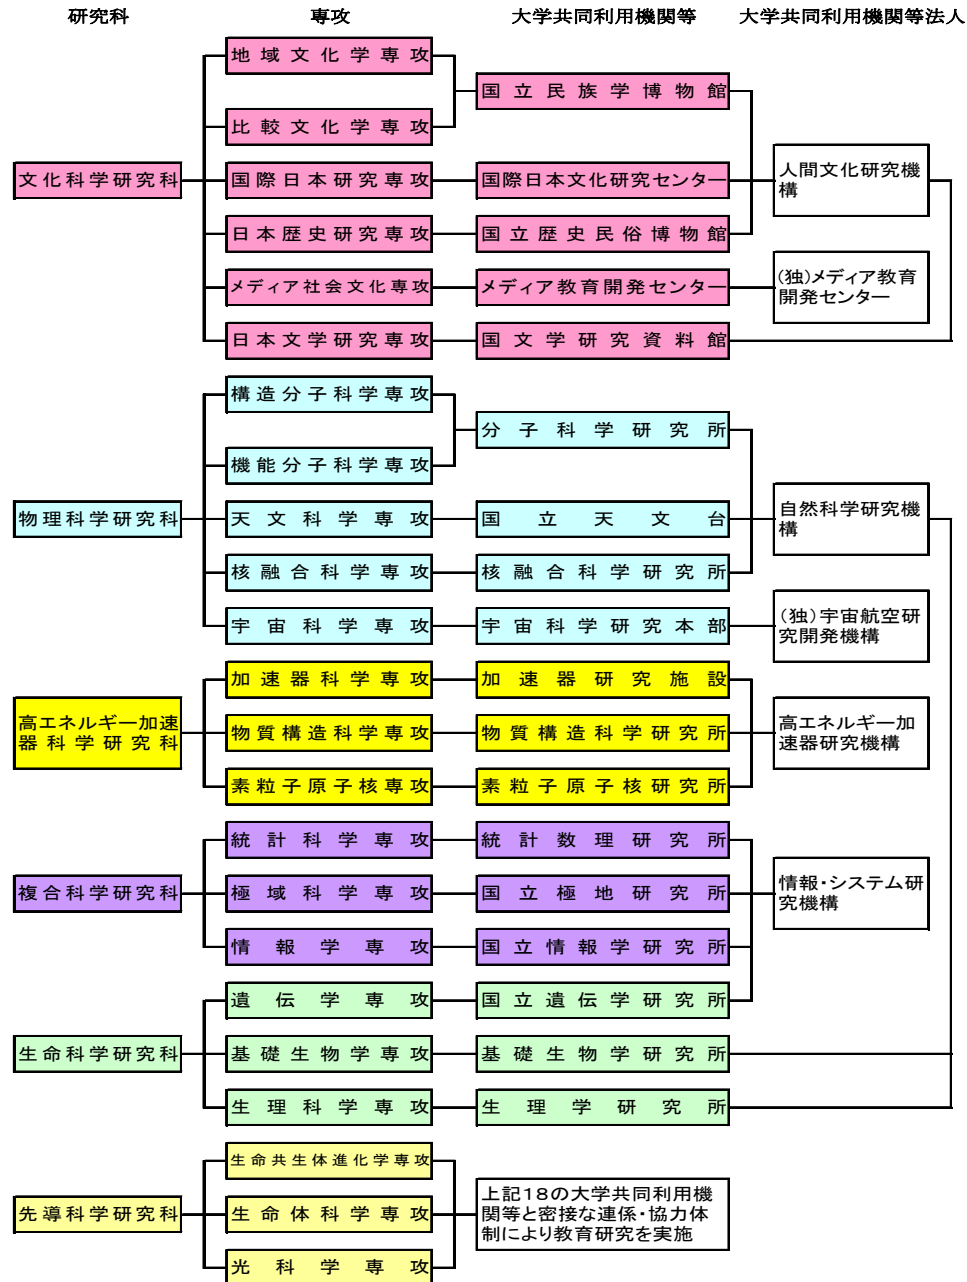 研究科 専攻 大学共同利用機関等 大学共同利用機関等法人
地域文化学専攻
国立民族学博物館
比較文化学専攻
文化科学研究科 国際日本研究専攻 国際日本文化研究センター 人間文化研究機
構
日本歴史研究専攻 国立歴史民俗博物館
メディア社会文化専攻 メディア教育開発センター (独)メディア教育
開発センター
日本文学研究専攻 国文学研究資料館
構造分子科学専攻
分子科学研究所
機能分子科学専攻
物理科学研究科 天文科学専攻 国立天文台 自然科学研究機
構
核融合科学専攻 核融合科学研究所
宇宙科学専攻 宇宙科学研究本部 (独)宇宙航空研
究開発機構
加速器科学専攻 加速器研究施設
高エネルギー加速
器科学研究科 物質構造科学専攻 物質構造科学研究所 高エネルギー加
速器研究機構
素粒子原子核専攻 素粒子原子核研究所
統計科学専攻 統計数理研究所
複合科学研究科 極域科学専攻 国立極地研究所 情報・システム研
究機構
情報学専攻 国立情報学研究所
遺伝学専攻 国立遺伝学研究所
生命科学研究科 基礎生物学専攻 基礎生物学研究所
生理科学専攻 生理学研究所
生命共生体進化学専攻
先導科学研究科 生命体科学専攻 上記18の大学共同利用機
関等と密接な連係・協力体
制により教育研究を実施
光科学専攻